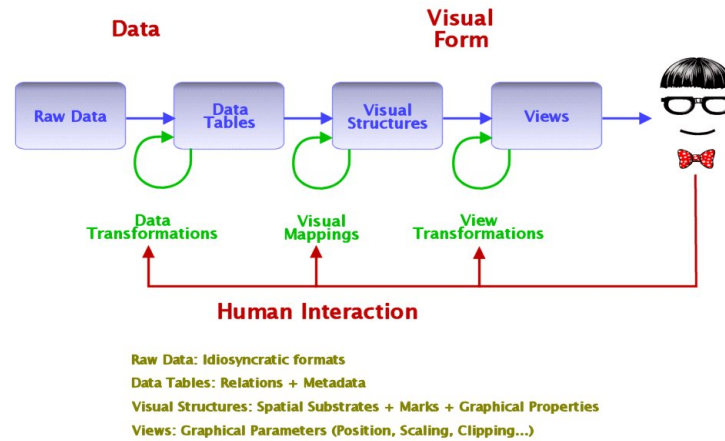 Data
Visual
Form
Raw Data
Data
Tables
Visual
Structures
Views
Data
Transformations
Visual
Mappings
View
Transformations
Human Interaction
Raw Data: Idiosyncratic formats
Data Tables: Relations + Metadata
Visual Structures: Spatial Substrates + Marks + Graphical Properties
Views: Graphical Parameters (Position, Scaling, Clipping...)